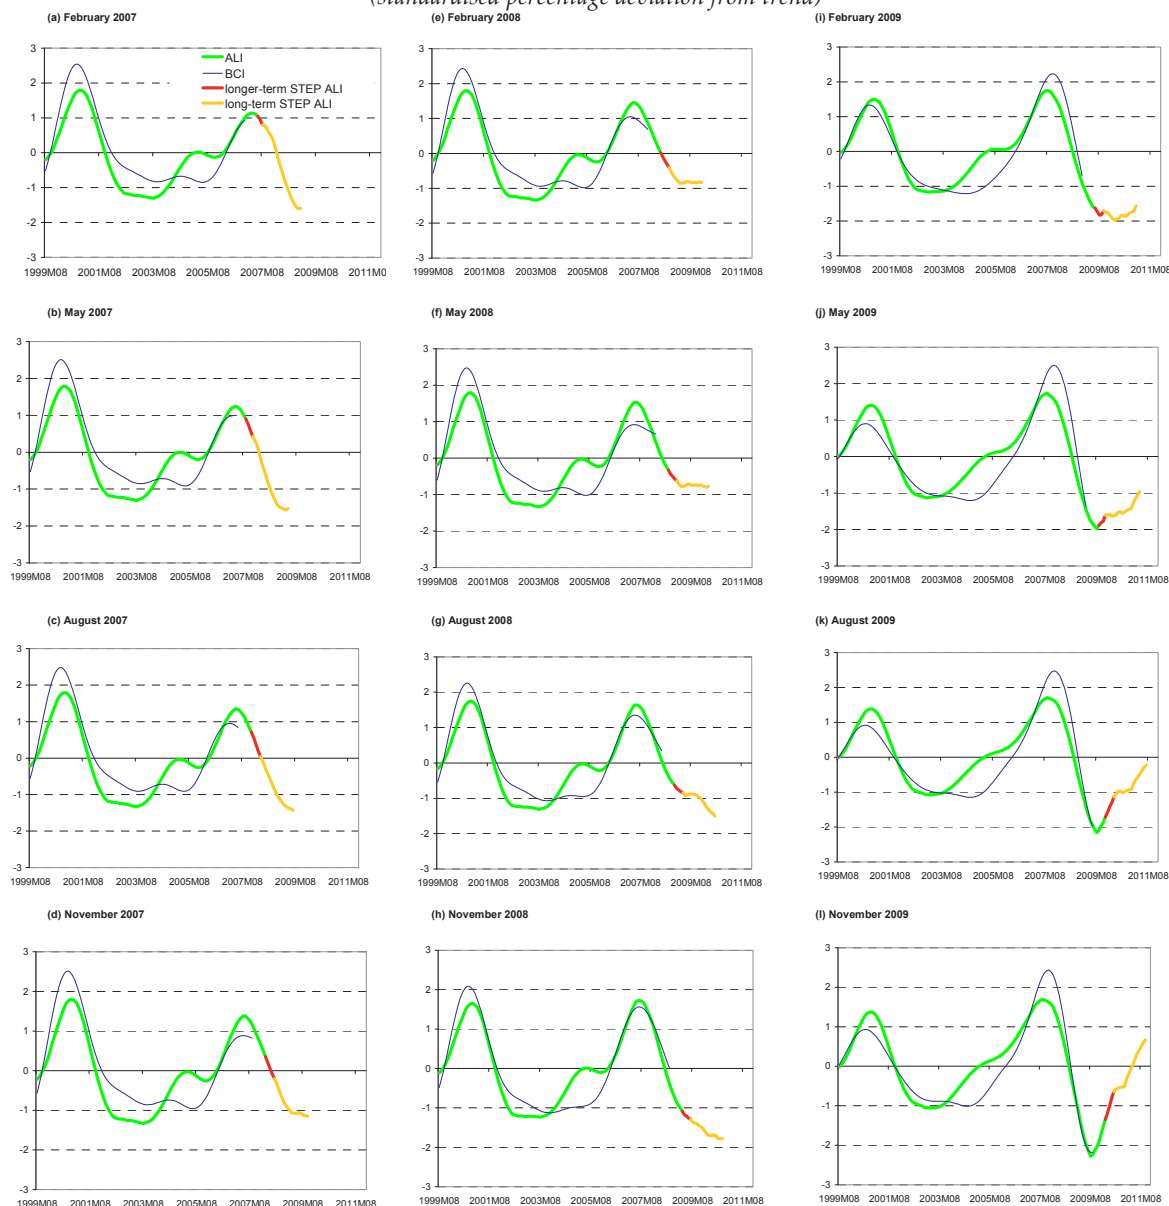 (standardised percentage deviation from trend)
(a) February 2007
3
2
1
0
-1
-2
-3
1999M08 2001M08 2003M08 2005M08 2007M08 2009M08 2011M0
ALI
BCI
longer-term STEP ALI
long-term STEP ALI
(e) February 2008
3
2
1
0
-1
-2
-3
1999M08 2001M08 2003M08 2005M08 2007M08 2009M08 2011M08
(i) February 2009
3
2
1
0
-1
-2
-3
1999M08 2001M08 2003M08 2005M08 2007M08 2009M08 2011M08
(b) May 2007
3
2
1
0
-1
-2
-3
1999M08 2001M08 2003M08 2005M08 2007M08 2009M08 2011M08
(f) May 2008
3
2
1
0
-1
-2
-3
1999M08 2001M08 2003M08 2005M08 2007M08 2009M08 2011M08
(j) May 2009
3
2
1
0
-1
-2
-3
1999M08 2001M08 2003M08 2005M08 2007M08 2009M08 2011M08
(c) August 2007
3
2
1
0
-1
-2
-3
1999M08 2001M08 2003M08 2005M08 2007M08 2009M08 2011M08
(g) August 2008
3
2
1
0
-1
-2
-3
1999M08 2001M08 2003M08 2005M08 2007M08 2009M08 2011M08
(k) August 2009
3
2
1
0
-1
-2
-3
1999M08 2001M08 2003M08 2005M08 2007M08 2009M08 2011M08
(d) November 2007
3
2
1
0
-1
-2
-3
1999M08 2001M08 2003M08 2005M08 2007M08 2009M08 2011M08
(h) November 2008
3
2
1
0
-1
-2
-3
1999M08 2001M08 2003M08 2005M08 2007M08 2009M08 2011M08
(l) November 2009
3
2
1
0
-1
-2
-3
1999M08 2001M08 2003M08 2005M08 2007M08 2009M08 2011M08